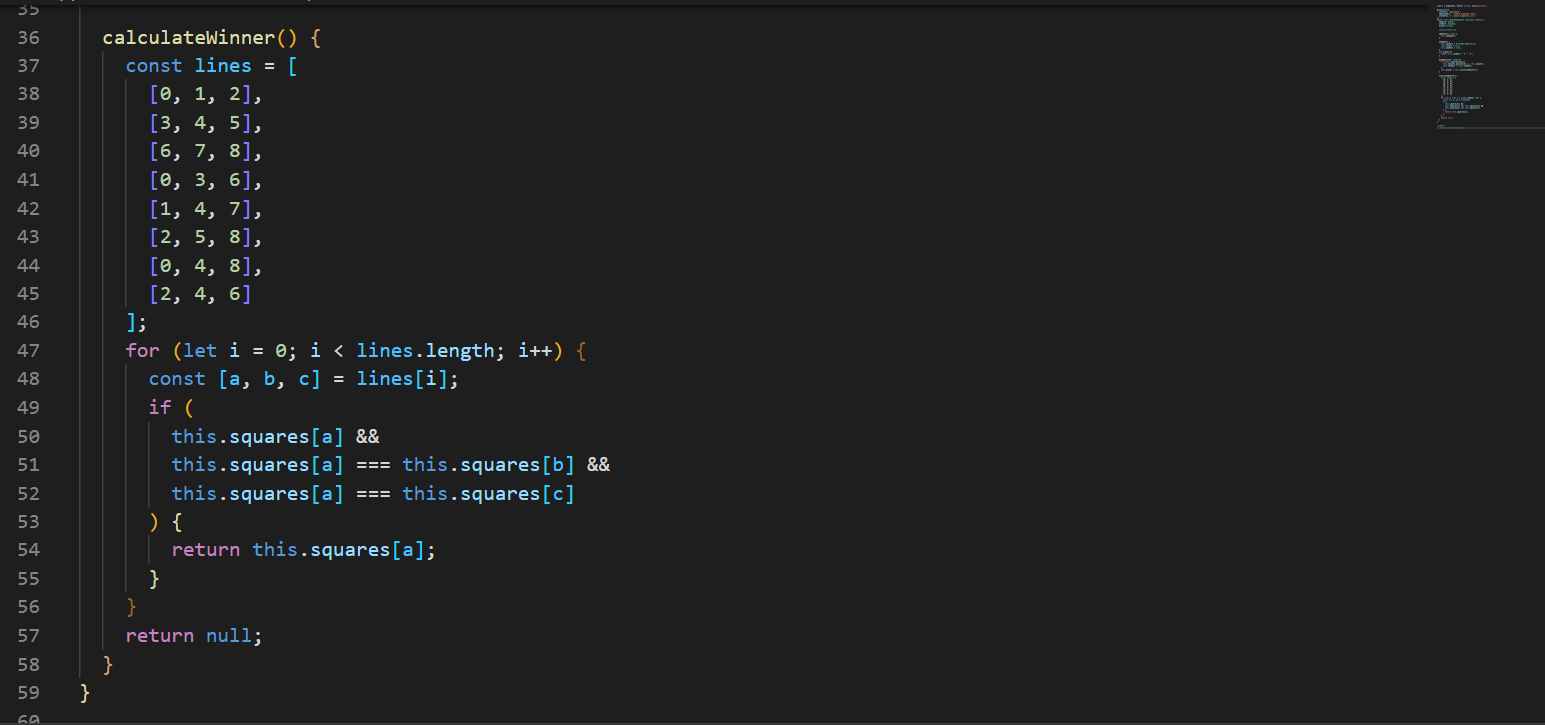 35
36 calculateWinner() {
37 const lines = [
38 [0, 1, 2],
39 [3, 4, 5],
40 [6, 7, 8],
41 [0, 3, 6],
42 [1, 4, 7],
43 [2, 5, 8],
44 [0, 4, 8],
45 [2, 4, 6]
46 ];
47 for (let i = 0; i < lines.length; i++) {
48 const [a, b, c] = lines[i];
49 if (
50 this.squares[a] &&
51 this.squares[a] === this.squares[b] &&
52 this.squares[a] === this.squares[c]
53 ) {
54 return this.squares[a];
55 }
56 }
57 return null;
58 }
59 }
60